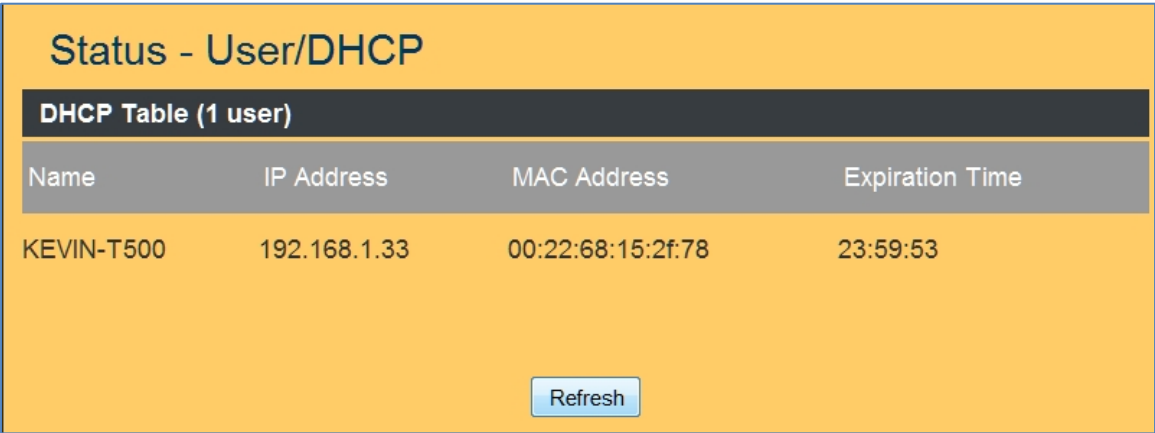 Status - User/DHCP
DHCP Table (1 user)
Name IP Address MAC Address Expiration Time
KEVIN-T500 192.168.1.33 00:22:68:15:2f:78 23:59:53
Refresh